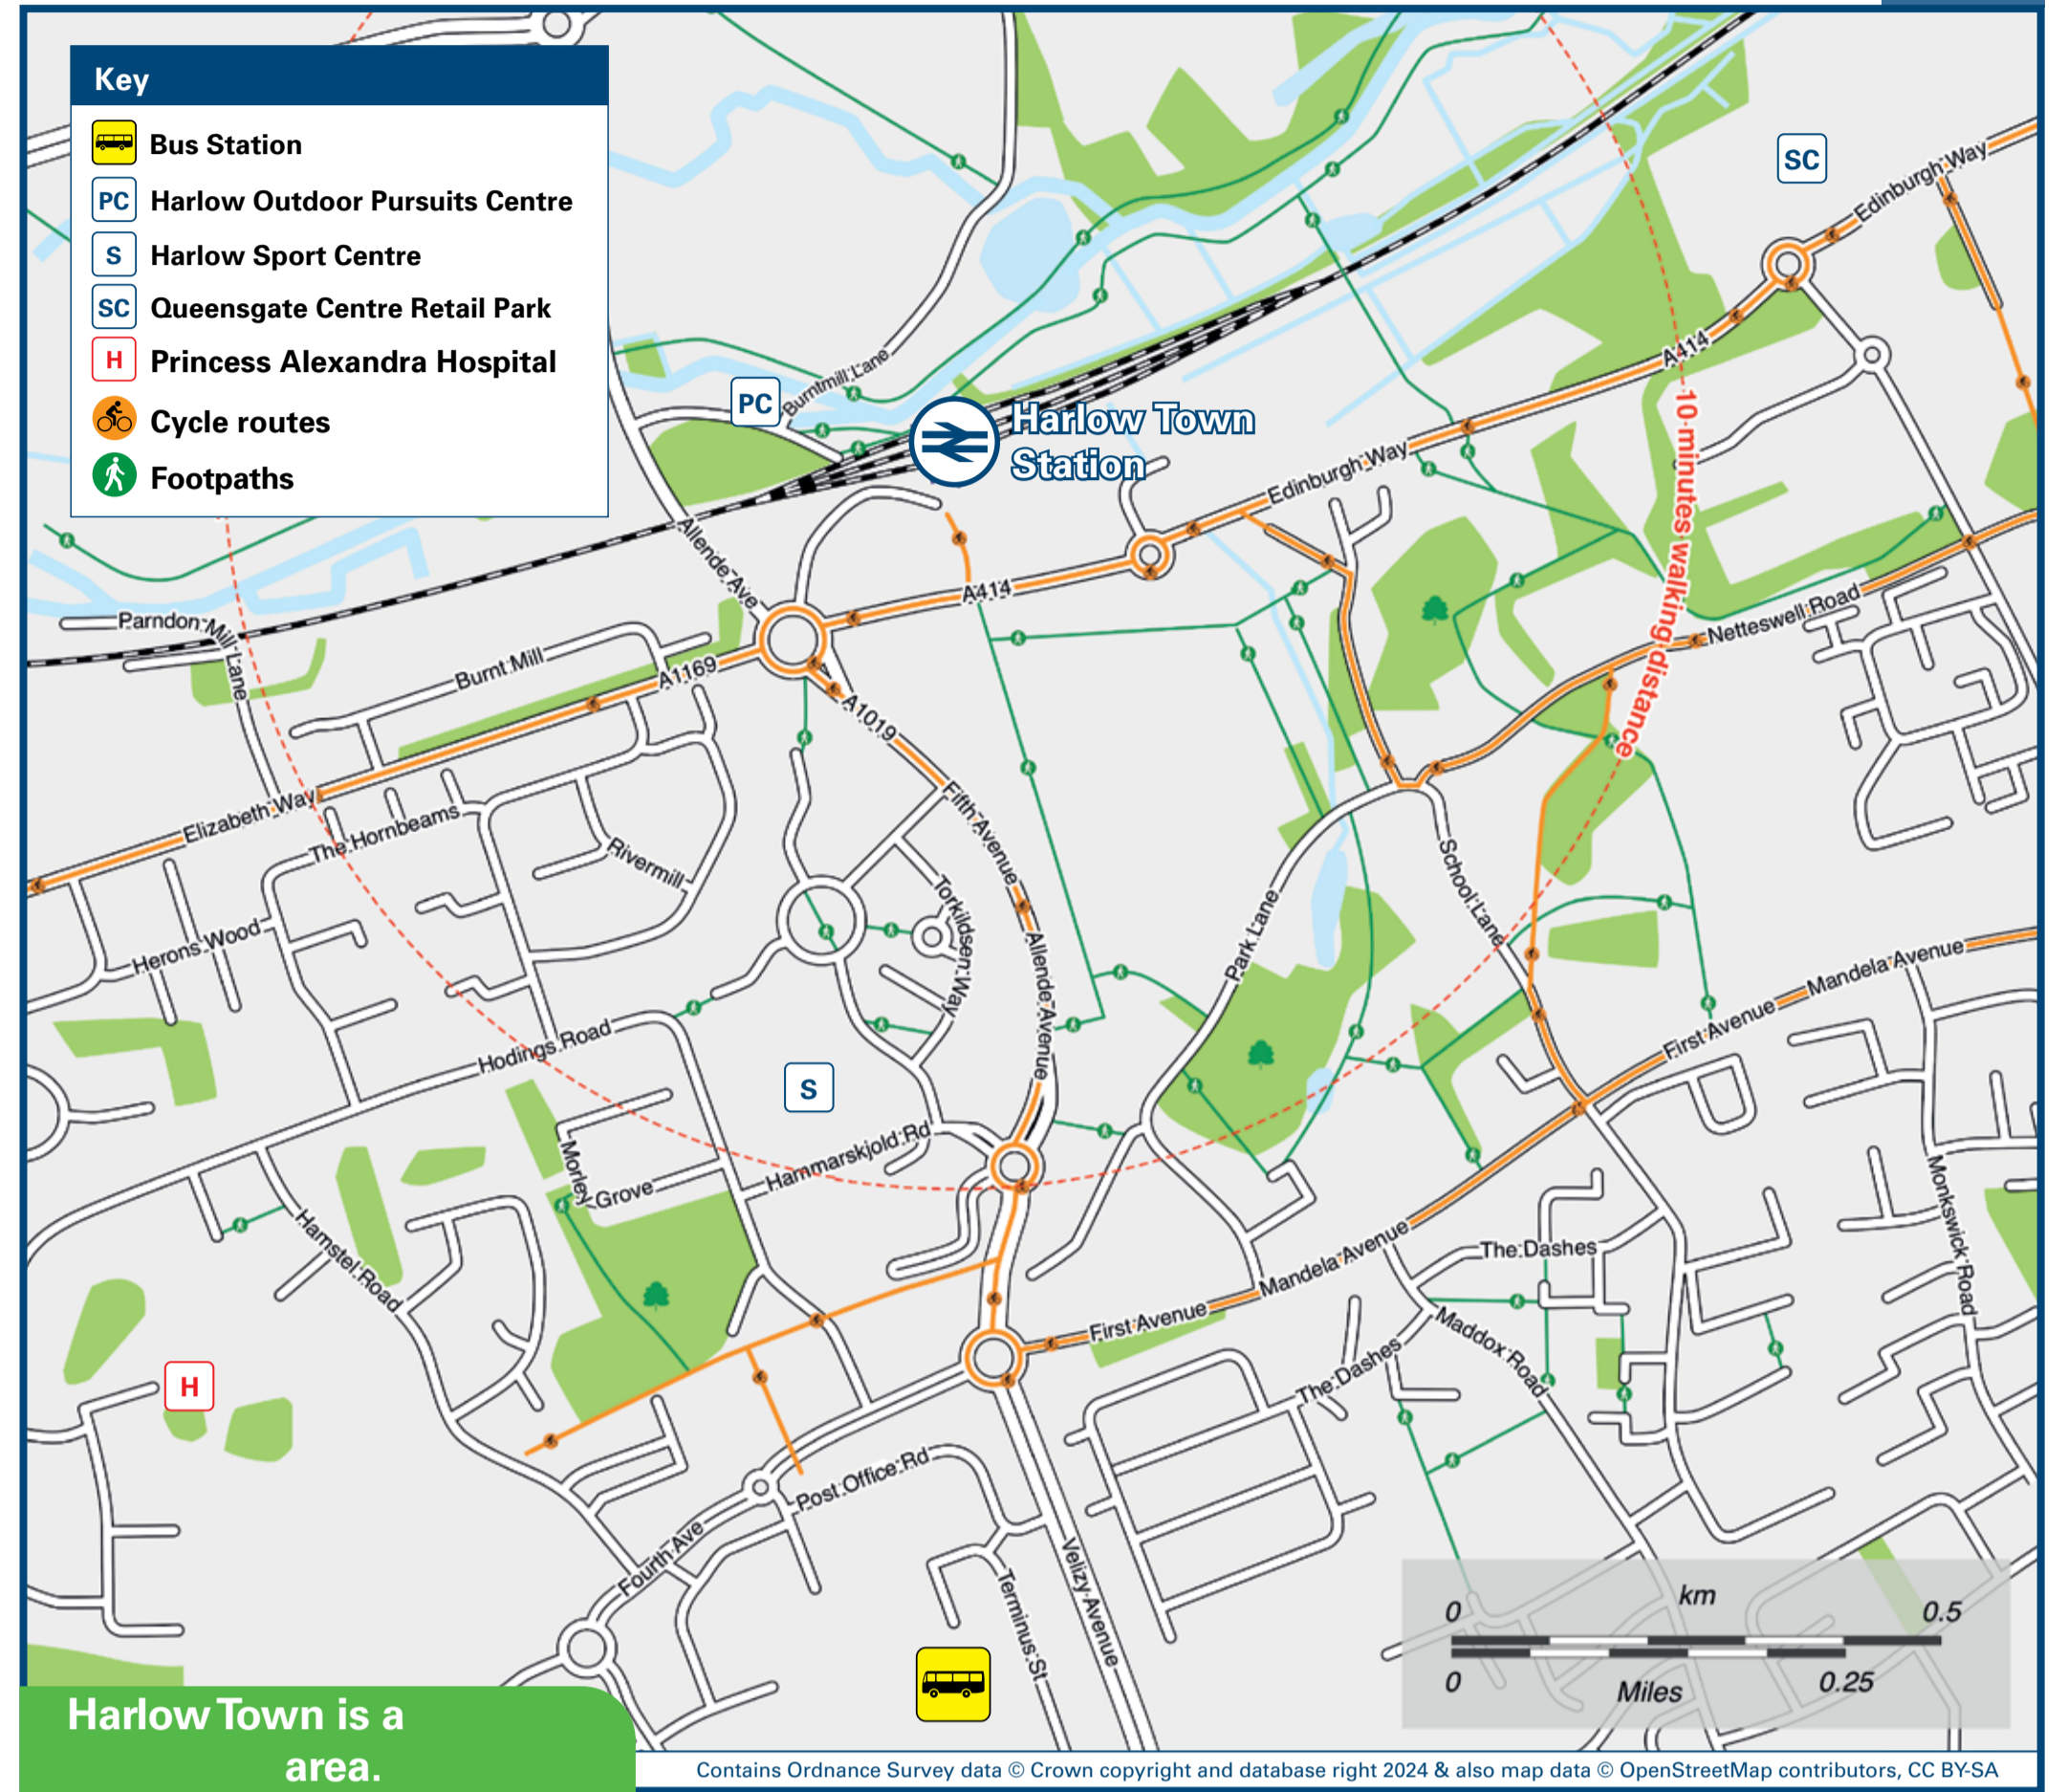 Key
Bus Station
PC Harlow Outdoor Pursuits Centre
S Harlow Sport Centre
SC Queensgate Centre Retail Park
H Princess Alexandra Hospital
Cycle routes
Footpaths
SC
Edinburgh Way
A414
10 minutes walking distance
Burntmill Lane
PC
Harlow Town
Station
Edinburgh Way
Allende Ave
A414
Parndon Mill Lane
Burnt Mill
A1169
A1019
Netteswell Road
Elizabeth Way
The Hornbeams
Rivermill
Fifth Avenue
School Lane
Torkildsen Way
Herons Wood
Park Lane
Allende Avenue
Mandela Avenue
First Avenue
Hodings Road
S
Hammarskjold Rd
Morley Grove
Hamstel Road
Monkswick Road
The Dashes
Mandela Avenue
First Avenue
Maddox Road
The Dashes
H
Post Office Rd
Fourth Ave
Velizy Avenue
Terminus St
km
0 0.5
0 0.25
Miles
Harlow Town is a
area.
Contains Ordnance Survey data © Crown copyright and database right 2024 & also map data © OpenStreetMap contributors, CC BY-SA